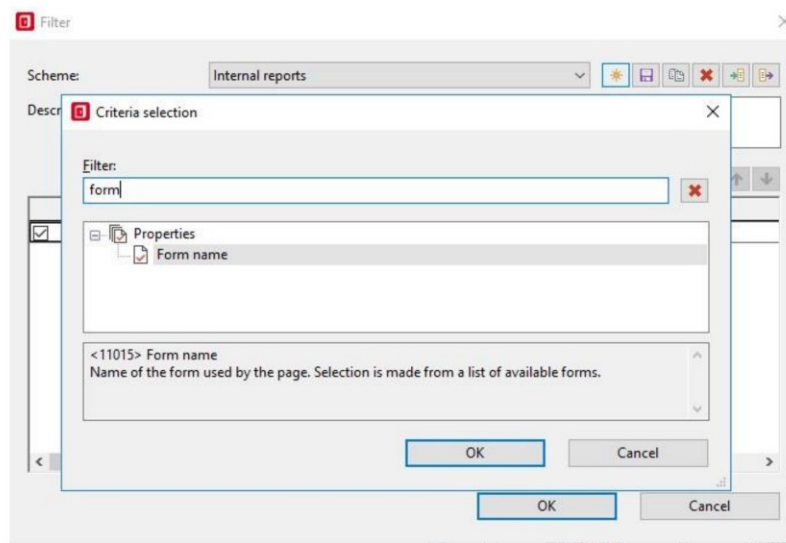 Filter
Scheme:
Internal reports
Descr
Criteria selection
Filter:
form
Properties
Form name
<11015> Form name
Name of the form used by the page. Selection is made from a list of available forms.
OK
Cancel
OK
Cancel